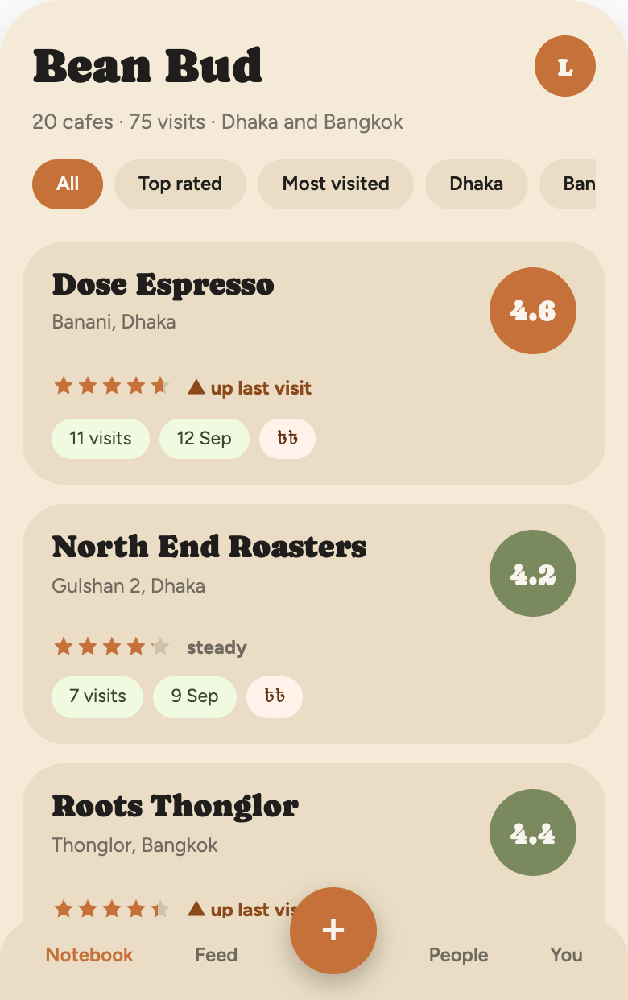 Bean Bud
L
20 cafes · 75 visits · Dhaka and Bangkok
All Top rated Most visited Dhaka Ban
Dose Espresso
4.6
Banani, Dhaka
▲ up last visit
11 visits 12 Sep ৳৳
North End Roasters
4.2
Gulshan 2, Dhaka
steady
7 visits 9 Sep ৳৳
Roots Thonglor
4.4
Thonglor, Bangkok
▲ up last vis
+
Notebook Feed People You